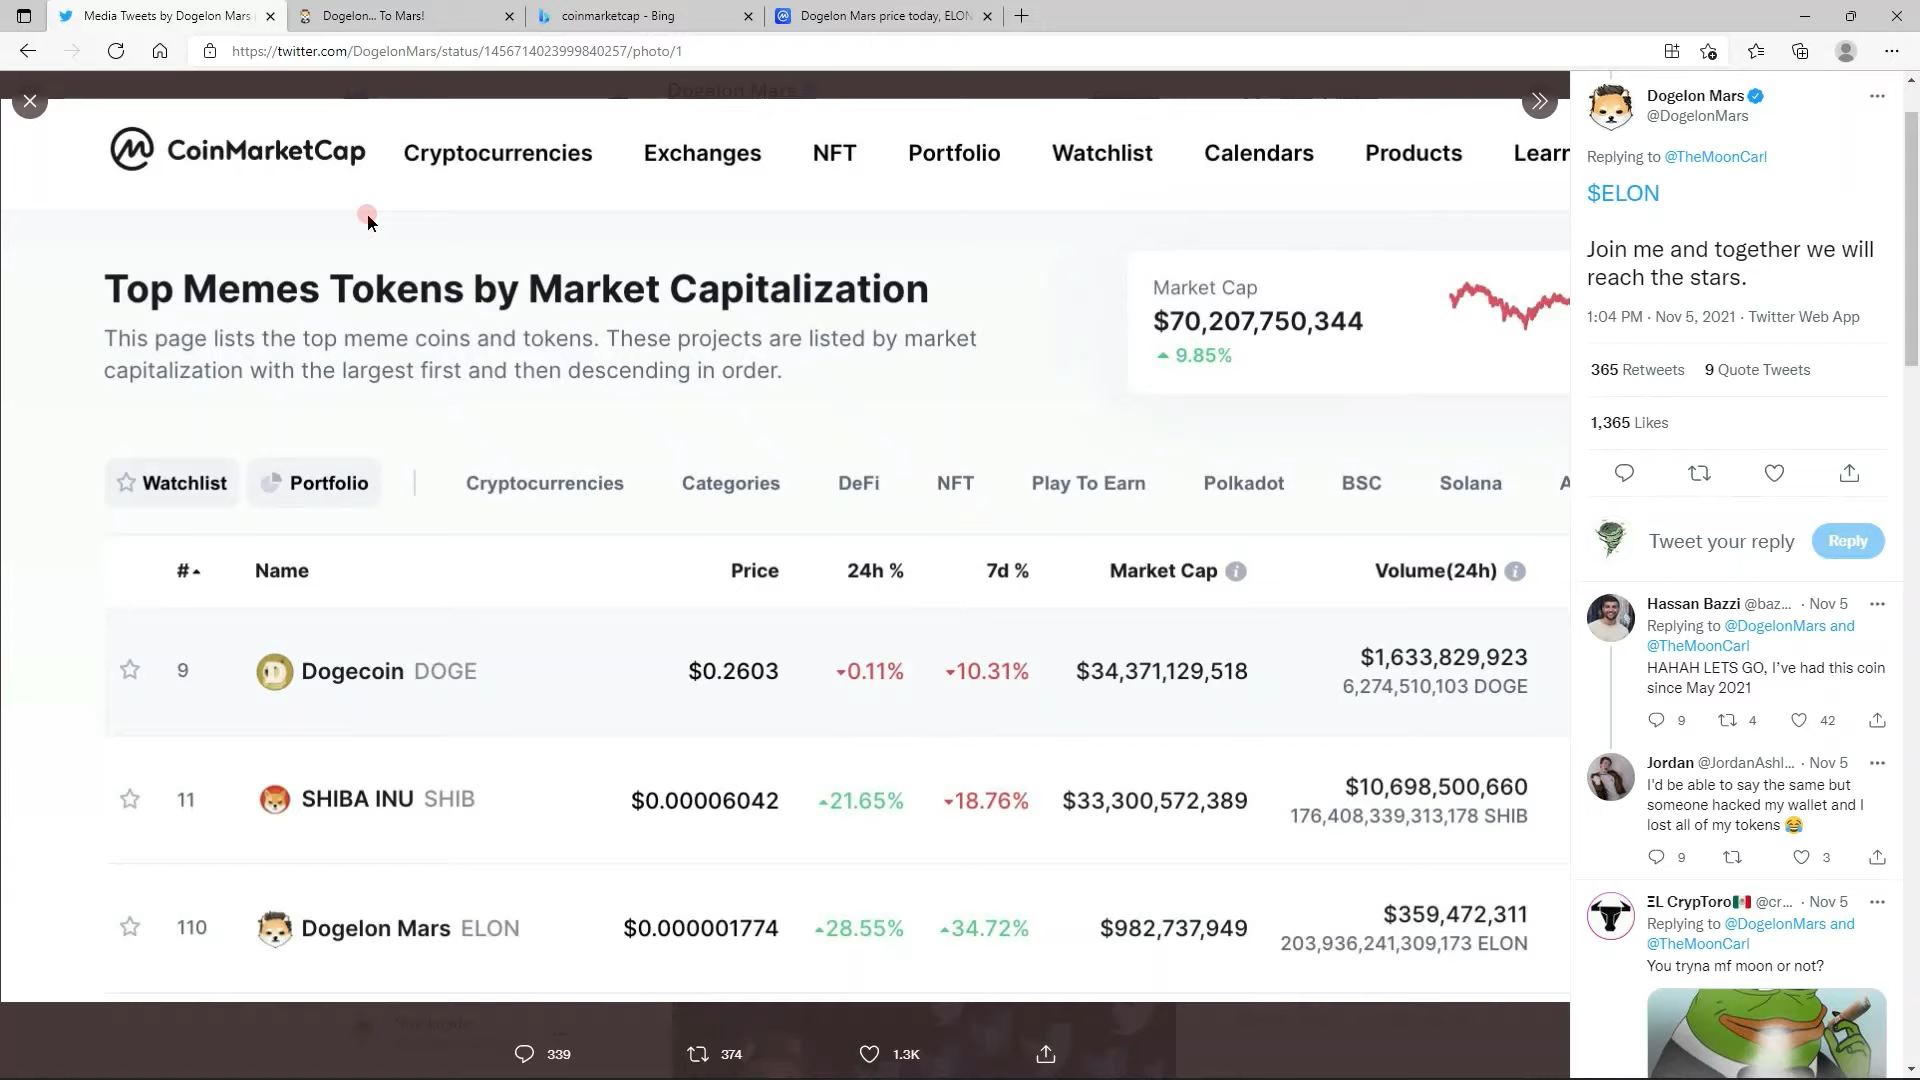 Media Tweets by Dogelon Mars
Dogelon... To Mars!
coinmarketcap - Bing
Dogelon Mars price today, ELON
https://twitter.com/DogelonMars/status/1456714023999840257/photo/1
Dogelon Mars
CoinMarketCap
Cryptocurrencies
Exchanges
NFT
Portfolio
Watchlist
Calendars
Products
Learn
Top Memes Tokens by Market Capitalization
This page lists the top meme coins and tokens. These projects are listed by market
capitalization with the largest first and then descending in order.
Market Cap
$70,207,750,344
9.85%
Watchlist
Portfolio
Cryptocurrencies
Categories
DeFi
NFT
Play To Earn
Polkadot
BSC
Solana
A
# Name Price 24h % 7d % Market Cap Volume(24h)
9 Dogecoin DOGE $0.2603 0.11% 10.31% $34,371,129,518 $1,633,829,923
6,274,510,103 DOGE
11 SHIBA INU SHIB $0.00006042 21.65% 18.76% $33,300,572,389 $10,698,500,660
176,408,339,313,178 SHIB
110 Dogelon Mars ELON $0.000001774 28.55% 34.72% $982,737,949 $359,472,311
203,936,241,309,173 ELON
339
374
1.3K
Dogelon Mars
@DogelonMars
Replying to @TheMoonCarl
$ELON
Join me and together we will
reach the stars.
1:04 PM · Nov 5, 2021 · Twitter Web App
365 Retweets 9 Quote Tweets
1,365 Likes
Tweet your reply
Reply
Hassan Bazzi @baz... · Nov 5
Replying to @DogelonMars and
@TheMoonCarl
HAHAH LETS GO, I've had this coin
since May 2021
9 4 42
Jordan @JordanAshl... · Nov 5
I'd be able to say the same but
someone hacked my wallet and I
lost all of my tokens 😂
9 3
ΞL CrypToro🇲🇽 @cr... · Nov 5
Replying to @DogelonMars and
@TheMoonCarl
You tryna mf moon or not?